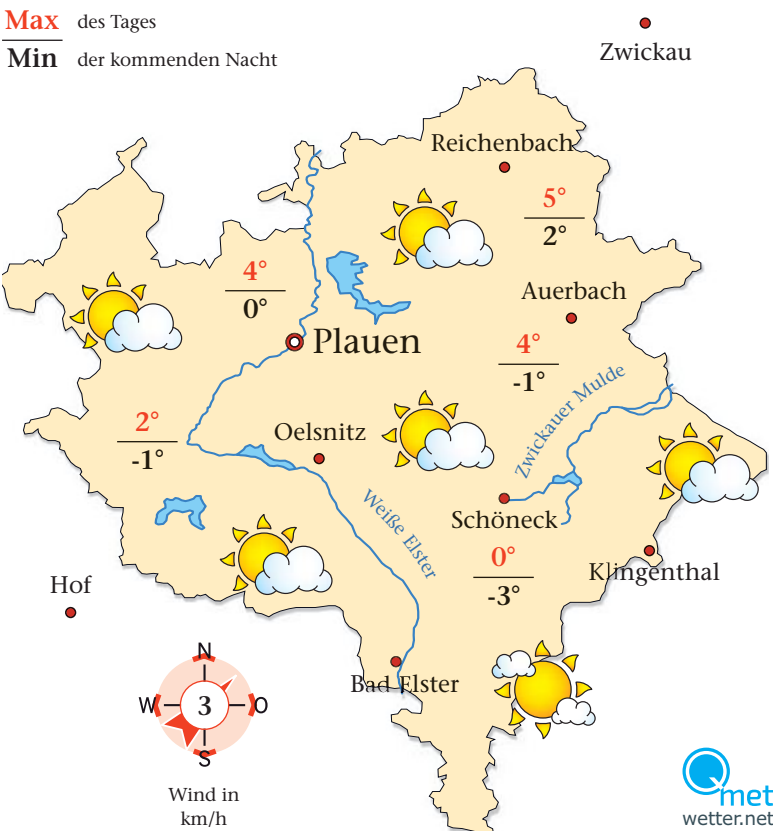 Max des Tages
Min der kommenden Nacht
Zwickau
Reichenbach
5°
2°
4°
0°
Auerbach
Plauen
4°
-1°
Zwickauer Mulde
2°
-1°
Oelsnitz
Weiße Elster
Schöneck
0°
-3°
Klingenthal
Hof
Bad Elster
N
W 3 O
S
Wind in
km/h
Qmet
wetter.net